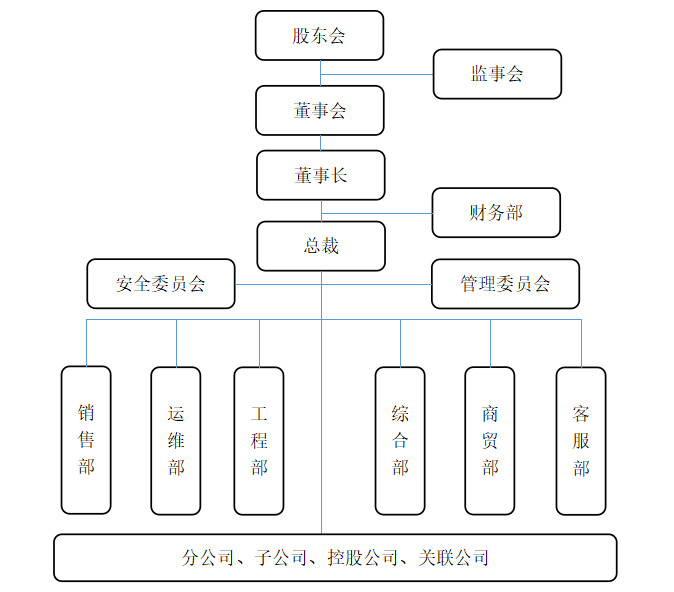 股东会
监事会
董事会
董事长
财务部
总裁
安全委员会
管理委员会
销售部
运维部
工程部
综合部
商贸部
客服部
分公司、子公司、控股公司、关联公司